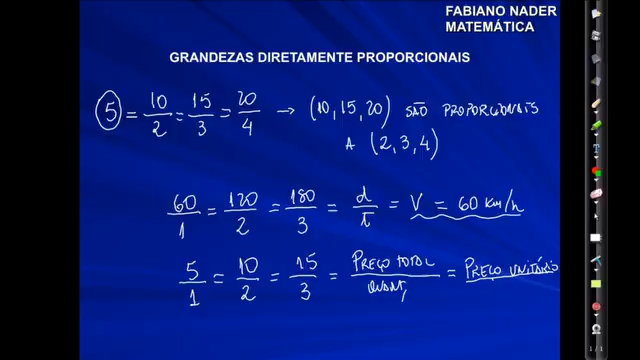 FABIANO NADER
MATEMÁTICA
GRANDEZAS DIRETAMENTE PROPORCIONAIS
5 = 10/2 = 15/3 = 20/4 → (10, 15, 20) SÃO PROPORCIONAIS
A (2, 3, 4)
60/1 = 120/2 = 180/3 = d/t = V = 60 km/h
5/1 = 10/2 = 15/3 = PREÇO TOTAL/QUANT. = PREÇO UNITÁRIO
1/1